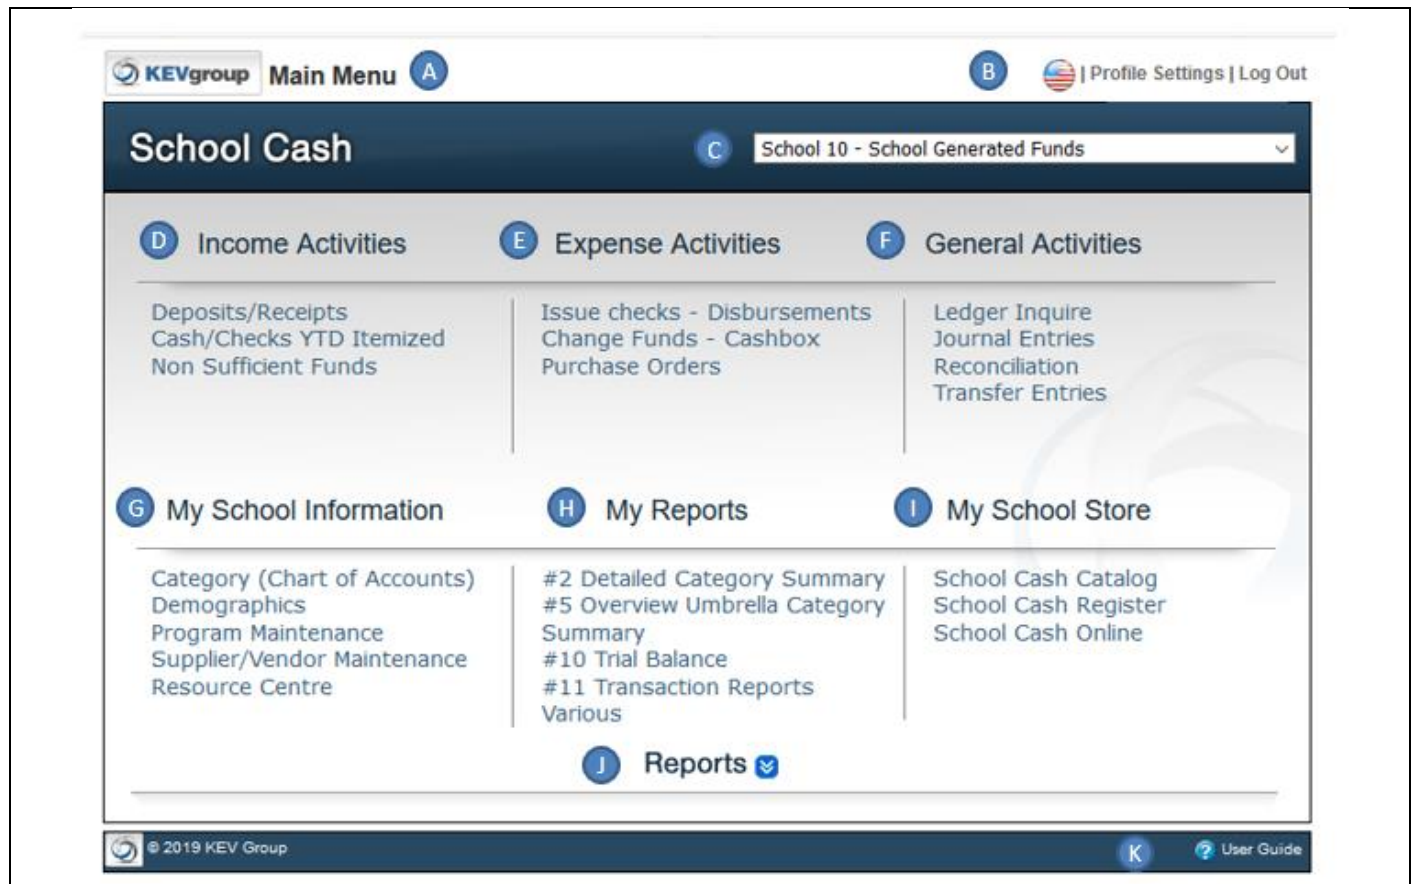 KEVgroup Main Menu A B | Profile Settings | Log Out
School Cash C School 10 - School Generated Funds
D Income Activities
Deposits/Receipts
Cash/Checks YTD Itemized
Non Sufficient Funds
E Expense Activities
Issue checks - Disbursements
Change Funds - Cashbox
Purchase Orders
F General Activities
Ledger Inquire
Journal Entries
Reconciliation
Transfer Entries
G My School Information
Category (Chart of Accounts)
Demographics
Program Maintenance
Supplier/Vendor Maintenance
Resource Centre
H My Reports
#2 Detailed Category Summary
#5 Overview Umbrella Category
Summary
#10 Trial Balance
#11 Transaction Reports
Various
I My School Store
School Cash Catalog
School Cash Register
School Cash Online
J Reports
© 2019 KEV Group K ? User Guide